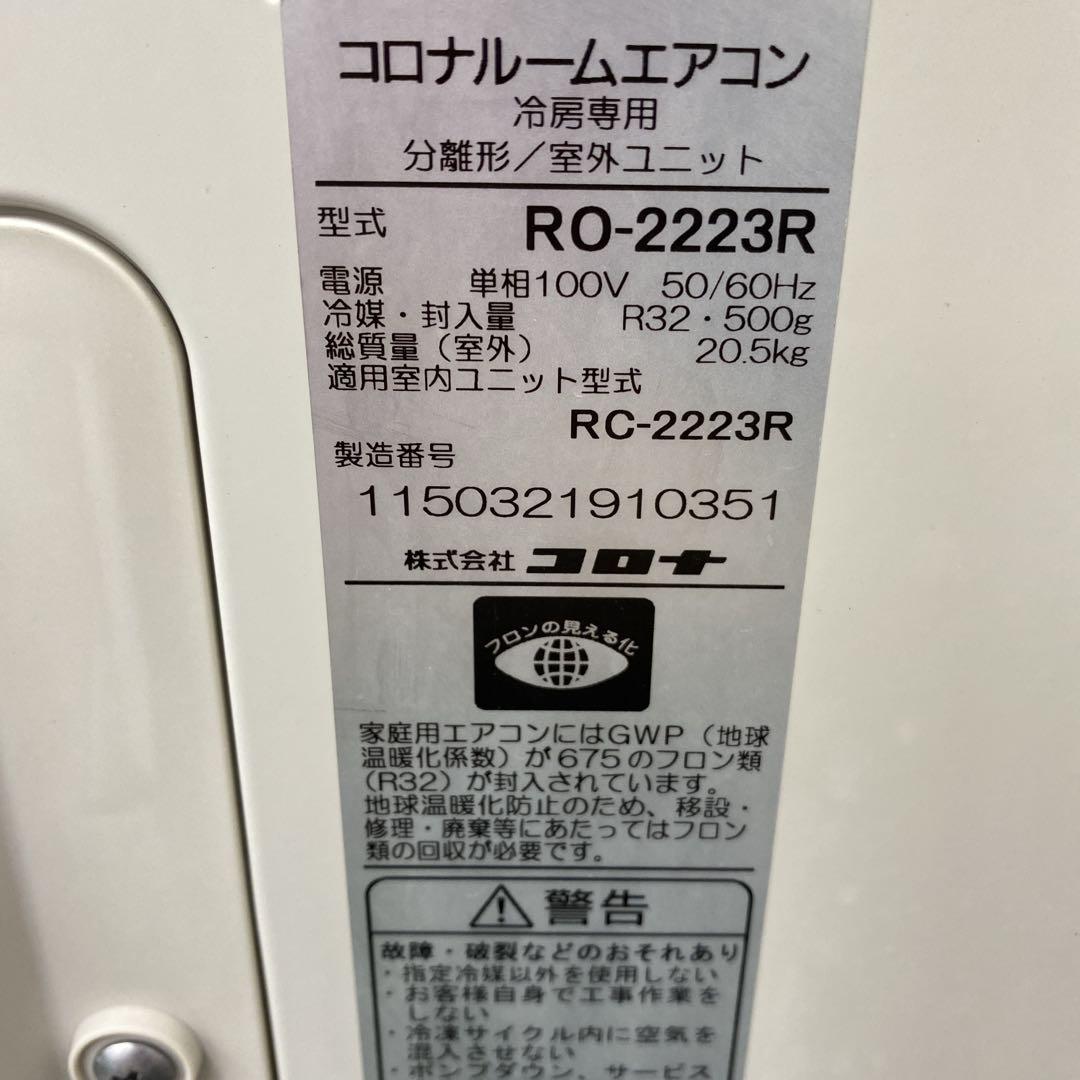 コロナルームエアコン
冷房専用
分離形／室外ユニット
型式 RO-2223R
電源 単相100V 50/60Hz
冷媒・封入量 R32・500g
総質量（室外） 20.5kg
適用室内ユニット型式
RC-2223R
製造番号
1150321910351
株式会社 コロナ
フロンの見える化
家庭用エアコンにはGWP（地球
温暖化係数）が675のフロン類
（R32）が封入されています。
地球温暖化防止のため、移設・
修理・廃棄等にあたってはフロン
類の回収が必要です。
警告
故障・破裂などのおそれあり
・指定冷媒以外を使用しない
・お客様自身で工事作業を
しない
・冷凍サイクル内に空気を
混入させない
・ポンプダウン、サービス